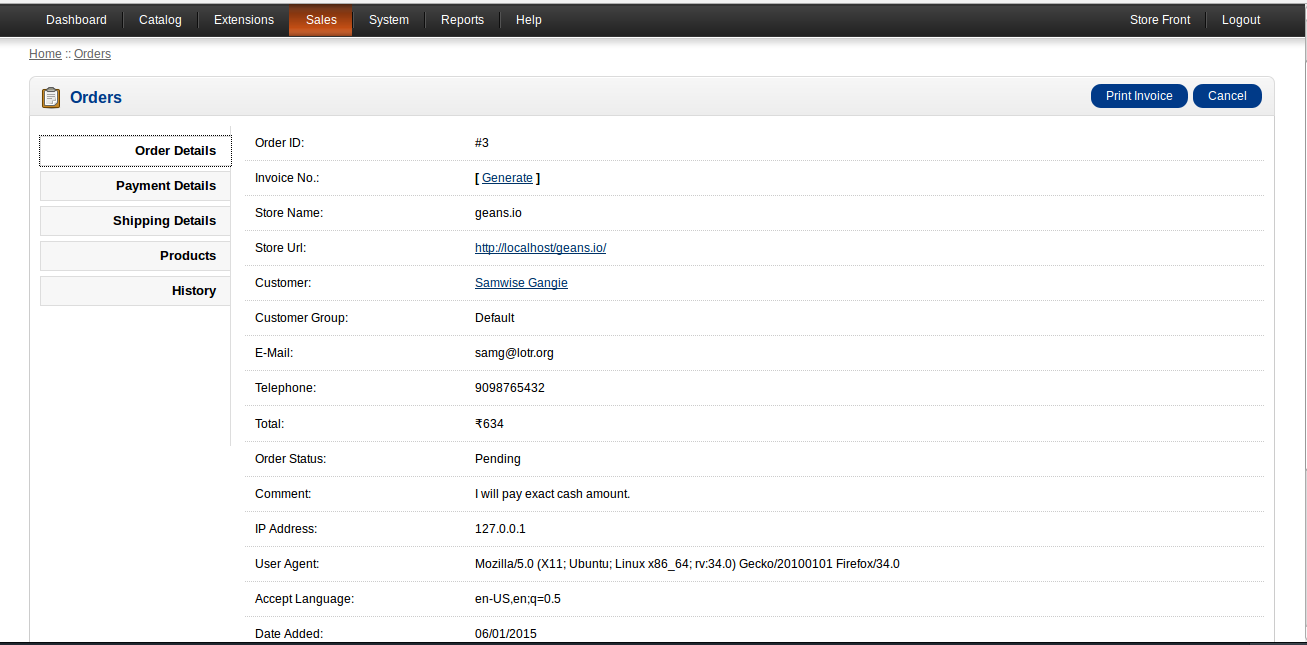 Dashboard Catalog Extensions Sales System Reports Help Store Front Logout
Home :: Orders
Orders Print Invoice Cancel
Order Details
Payment Details
Shipping Details
Products
History
Order ID: #3
Invoice No.: [ Generate ]
Store Name: geans.io
Store Url: http://localhost/geans.io/
Customer: Samwise Gangie
Customer Group: Default
E-Mail: samg@lotr.org
Telephone: 9098765432
Total: ₹634
Order Status: Pending
Comment: I will pay exact cash amount.
IP Address: 127.0.0.1
User Agent: Mozilla/5.0 (X11; Ubuntu; Linux x86_64; rv:34.0) Gecko/20100101 Firefox/34.0
Accept Language: en-US,en;q=0.5
Date Added: 06/01/2015